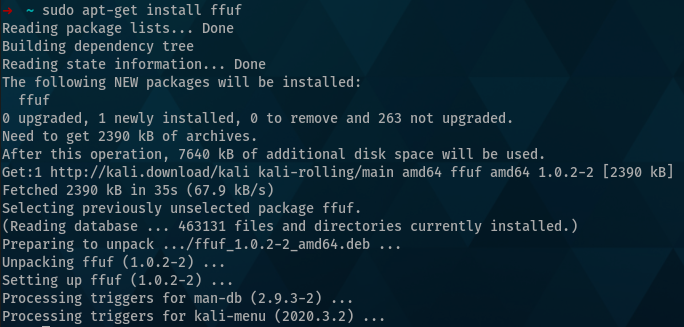 → ~ sudo apt-get install ffuf
Reading package lists... Done
Building dependency tree
Reading state information... Done
The following NEW packages will be installed:
  ffuf
0 upgraded, 1 newly installed, 0 to remove and 263 not upgraded.
Need to get 2390 kB of archives.
After this operation, 7640 kB of additional disk space will be used.
Get:1 http://kali.download/kali kali-rolling/main amd64 ffuf amd64 1.0.2-2 [2390 kB]
Fetched 2390 kB in 35s (67.9 kB/s)
Selecting previously unselected package ffuf.
(Reading database ... 463131 files and directories currently installed.)
Preparing to unpack .../ffuf_1.0.2-2_amd64.deb ...
Unpacking ffuf (1.0.2-2) ...
Setting up ffuf (1.0.2-2) ...
Processing triggers for man-db (2.9.3-2) ...
Processing triggers for kali-menu (2020.3.2) ...